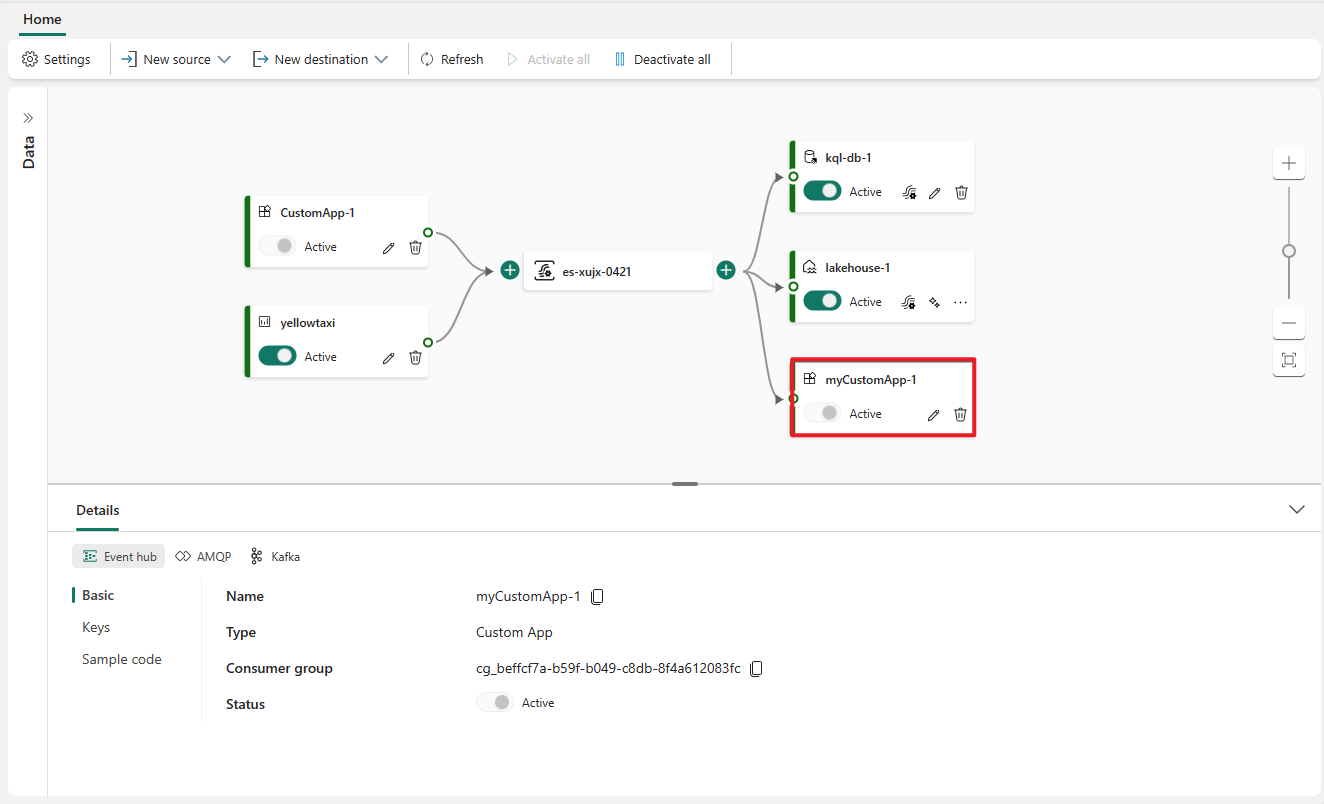 Home
Settings
New source
New destination
Refresh
Activate all
Deactivate all
Data
CustomApp-1
Active
yellowtaxi
Active
es-xujx-0421
kql-db-1
Active
lakehouse-1
Active
myCustomApp-1
Active
Details
Event hub
AMQP
Kafka
Basic
Keys
Sample code
Name
myCustomApp-1
Type
Custom App
Consumer group
cg_beffcf7a-b59f-b049-c8db-8f4a612083fc
Status
Active